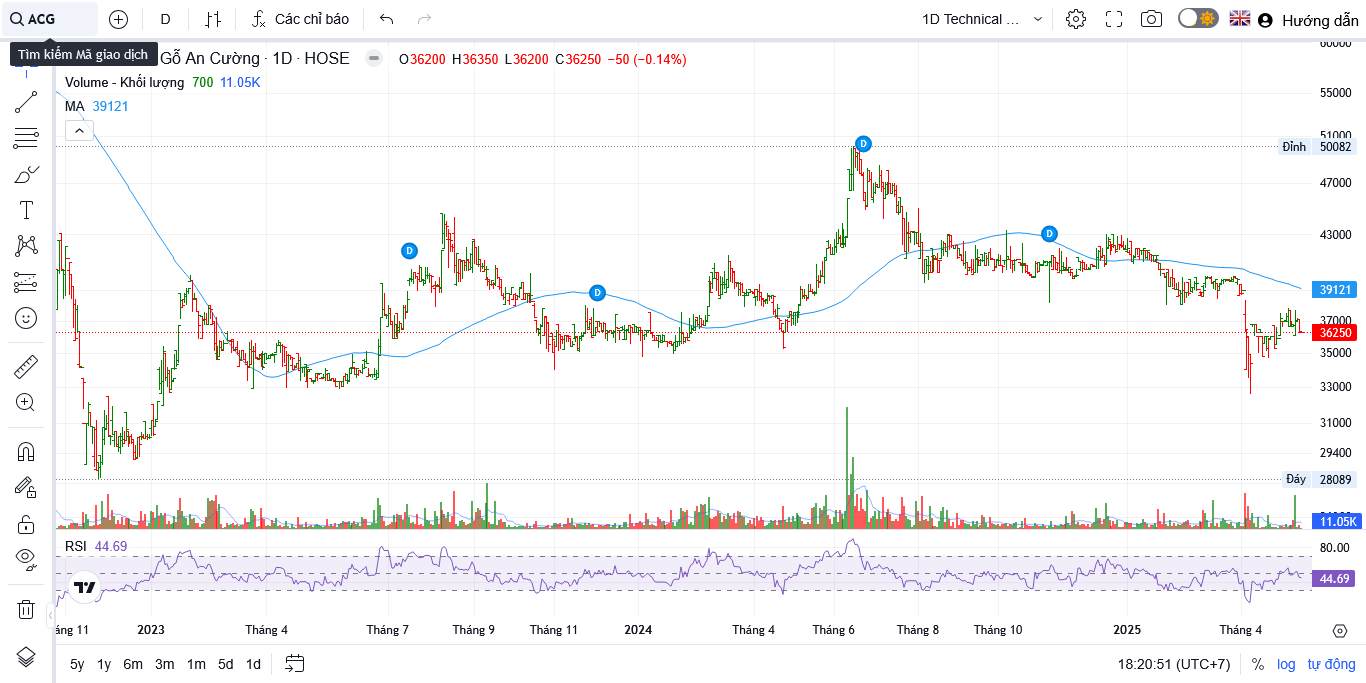 ACG
D
Các chỉ báo
1D Technical ...
Hướng dẫn
Tìm kiếm Mã giao dịch
Gỗ An Cường · 1D · HOSE
O36200 H36350 L36200 C36250 −50 (−0.14%)
Volume - Khối lượng 700 11.05K
MA 39121
60000
55000
51000
Đỉnh 50082
47000
43000
39121
37000
36250
35000
33000
31000
29400
Đáy 28089
11.05K
D
D
D
D
RSI 44.69
80.00
44.69
áng 11 2023 Tháng 4 Tháng 7 Tháng 9 Tháng 11 2024 Tháng 4 Tháng 6 Tháng 8 Tháng 10 2025 Tháng 4
5y 1y 6m 3m 1m 5d 1d
18:20:51 (UTC+7) % log tự động